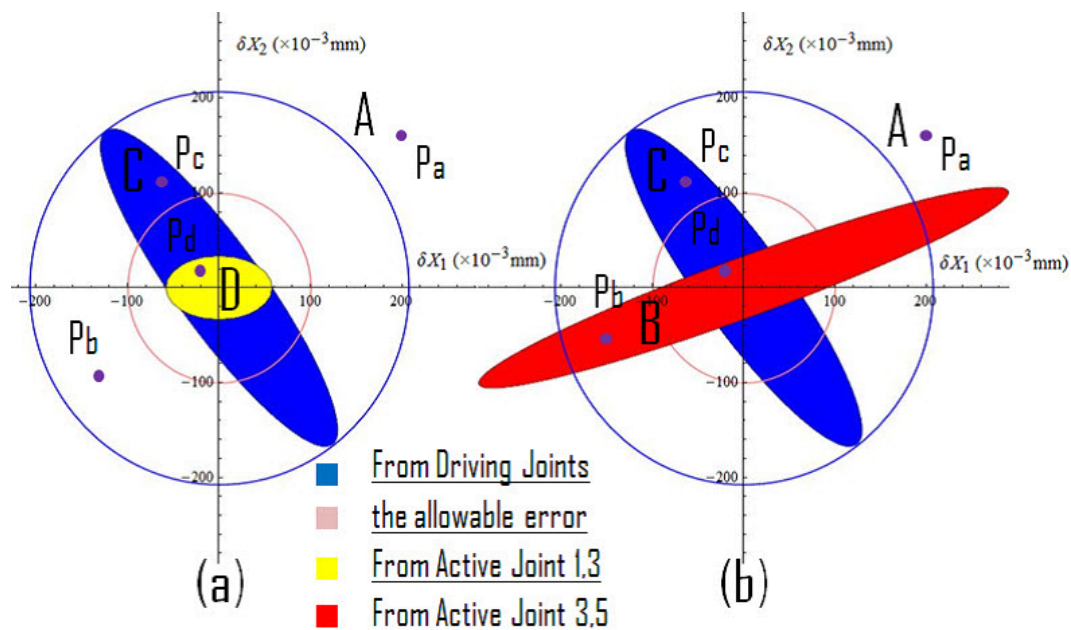 δX₂ (×10⁻³mm)
200
A
Pa
C
Pc
100
Pd
δX₁ (×10⁻³mm)
D
−200
−100
100
200
Pb
−100
−200
(a)
δX₂ (×10⁻³mm)
200
A
Pa
C
Pc
100
Pd
δX₁ (×10⁻³mm)
−200
−100
100
200
Pb
B
−100
−200
(b)
From Driving Joints
the allowable error
From Active Joint 1,3
From Active Joint 3,5